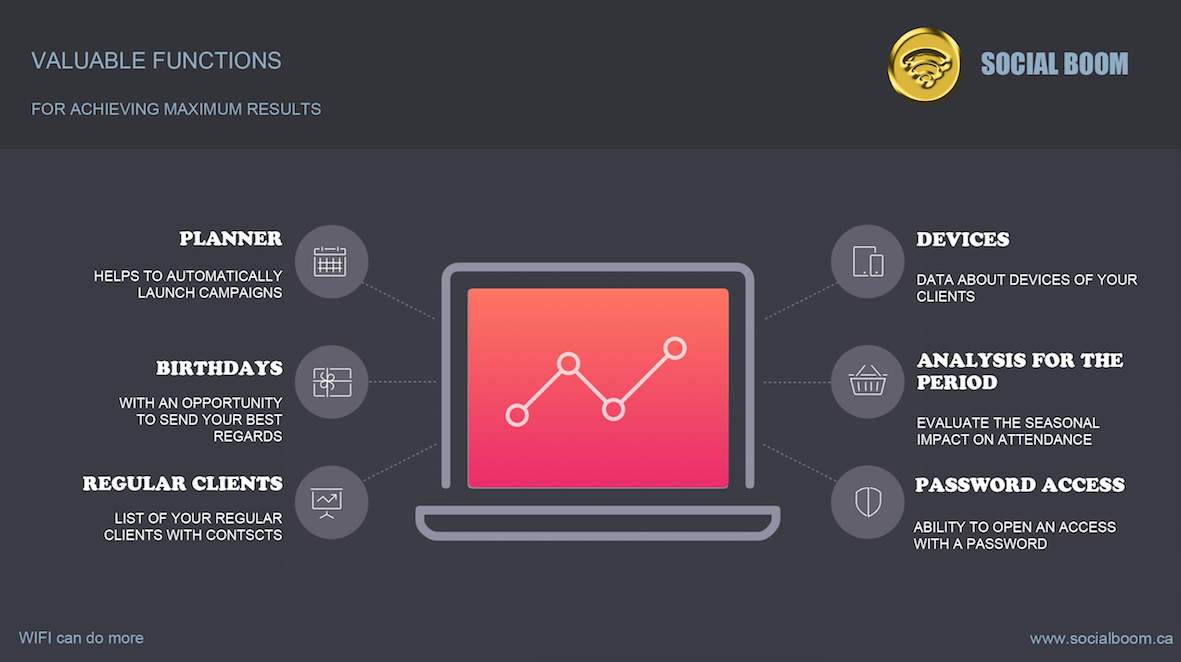 VALUABLE FUNCTIONS
FOR ACHIEVING MAXIMUM RESULTS
SOCIAL BOOM
PLANNER
HELPS TO AUTOMATICALLY
LAUNCH CAMPAIGNS
BIRTHDAYS
WITH AN OPPORTUNITY
TO SEND YOUR BEST
REGARDS
REGULAR CLIENTS
LIST OF YOUR REGULAR
CLIENTS WITH CONTSCTS
DEVICES
DATA ABOUT DEVICES OF YOUR
CLIENTS
ANALYSIS FOR THE
PERIOD
EVALUATE THE SEASONAL
IMPACT ON ATTENDANCE
PASSWORD ACCESS
ABILITY TO OPEN AN ACCESS
WITH A PASSWORD
WIFI can do more
www.socialboom.ca